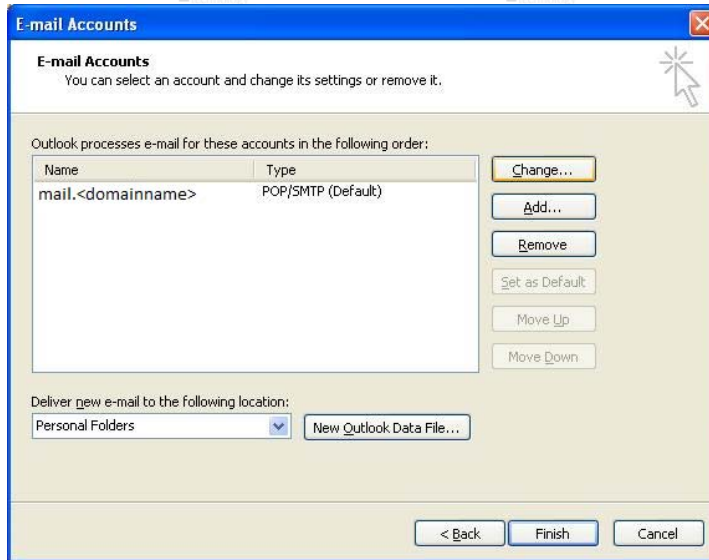 E-mail Accounts
E-mail Accounts
You can select an account and change its settings or remove it.
Outlook processes e-mail for these accounts in the following order:
Name Type
mail.<domainname> POP/SMTP (Default)
Change...
Add...
Remove
Set as Default
Move Up
Move Down
Deliver new e-mail to the following location:
Personal Folders
New Outlook Data File...
< Back Finish Cancel